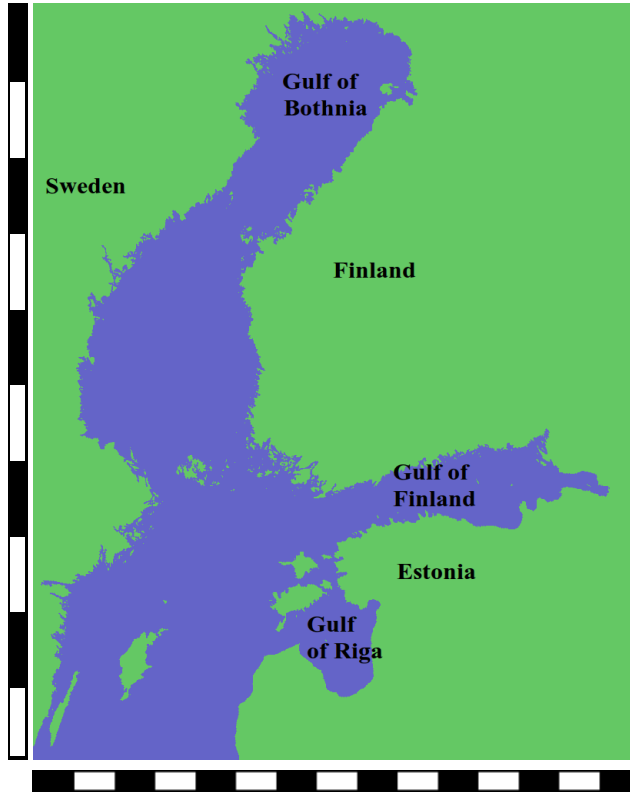 Gulf of
Bothnia
Sweden
Finland
Gulf of
Finland
Estonia
Gulf
of Riga